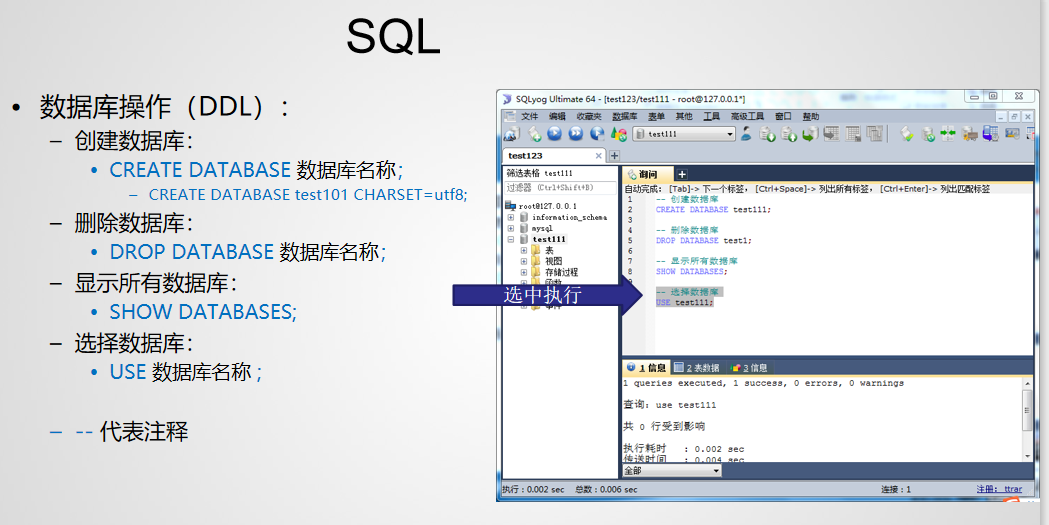 SQL
• 数据库操作（DDL）：
– 创建数据库：
• CREATE DATABASE 数据库名称;
– CREATE DATABASE test101 CHARSET=utf8;
– 删除数据库：
• DROP DATABASE 数据库名称;
– 显示所有数据库：
• SHOW DATABASES;
– 选择数据库：
• USE 数据库名称 ;
– -- 代表注释
SQLyog Ultimate 64 - [test123/test111 - root@127.0.0.1*]
文件 编辑 收藏夹 数据库 表单 其他 工具 高级工具 窗口 帮助
test111
test123
筛选表格 test111
过滤器 (Ctrl+Shift+B)
root@127.0.0.1
information_schema
mysql
test111
表
视图
存储过程
函数
事件
选中执行
询问
自动完成： [Tab]-> 下一个标签， [Ctrl+Space]-> 列出所有标签， [Ctrl+Enter]-> 列出匹配标签
1 -- 创建数据库
2 CREATE DATABASE test111;
3
4 -- 删除数据库
5 DROP DATABASE test1;
6
7 -- 显示所有数据库
8 SHOW DATABASES;
-- 选择数据库
USE test111;
1 信息 2 表数据 3 信息
1 queries executed, 1 success, 0 errors, 0 warnings
查询：use test111
共 0 行受到影响
执行耗时 : 0.002 sec
传送时间 : 0.004 sec
全部
执行：0.002 sec 总数：0.006 sec 连接：1 注册： ttrar